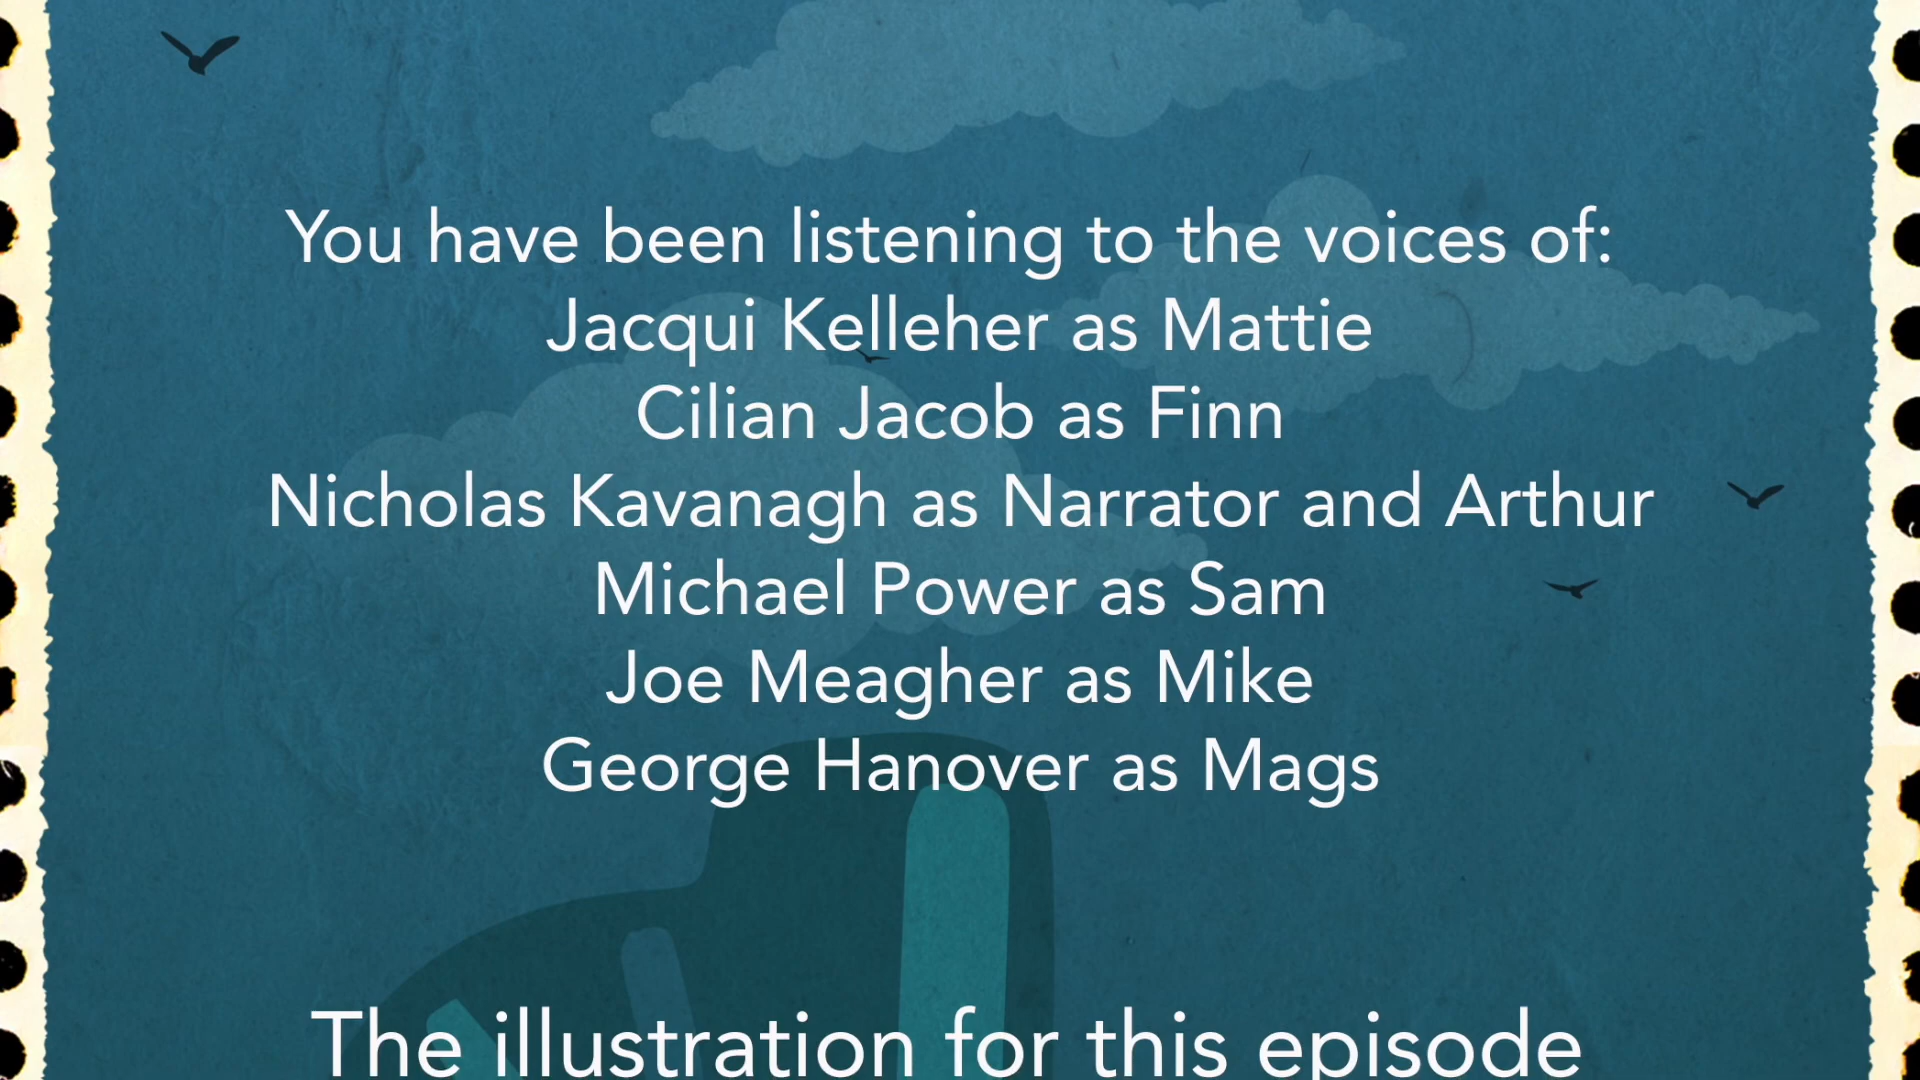 You have been listening to the voices of:
Jacqui Kelleher as Mattie
Cilian Jacob as Finn
Nicholas Kavanagh as Narrator and Arthur
Michael Power as Sam
Joe Meagher as Mike
George Hanover as Mags
The illustration for this episode